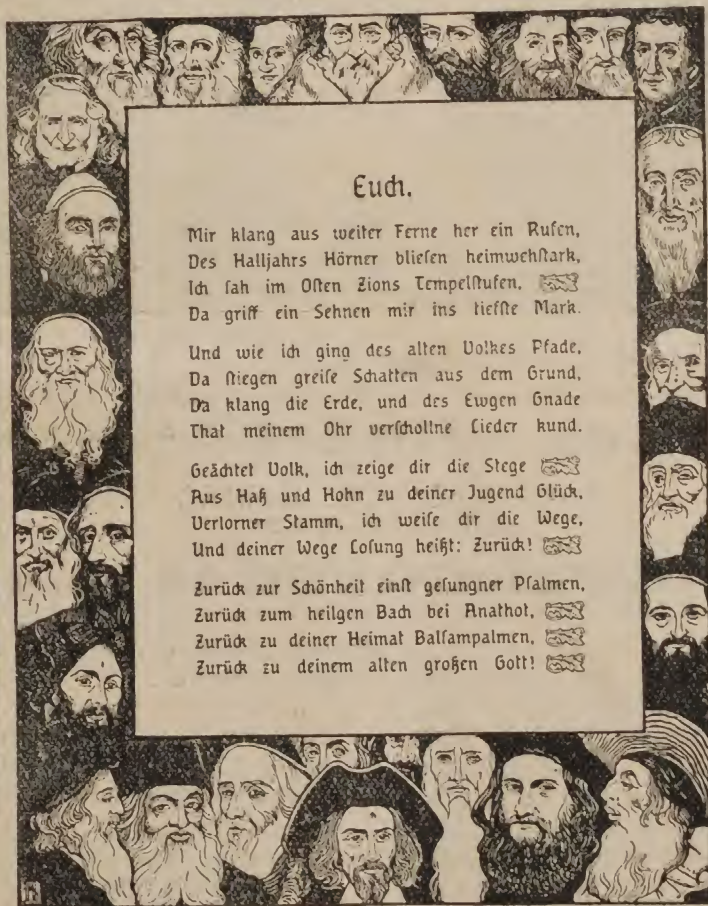 Euch.
Mir klang aus weiter Ferne her ein Rufen,
Des Halljahrs Hörner bliesen heimwehstark,
Ich sah im Osten Zions Tempelstufen,
Da griff ein Sehnen mir ins tiefste Mark.
Und wie ich ging des alten Volkes Pfade,
Da stiegen greise Schatten aus dem Grund,
Da klang die Erde, und des Ewgen Gnade
That meinem Ohr verschollne Lieder kund.
Geächtet Volk, ich zeige dir die Stege
Aus Haß und Hohn zu deiner Jugend Glück,
Verlorner Stamm, ich weise dir die Wege,
Und deiner Wege Losung heißt: Zurück!
Zurück zur Schönheit einst gesungner Psalmen,
Zurück zum heilgen Bach bei Anathot,
Zurück zu deiner Heimat Balsampalmen,
Zurück zu deinem alten großen Gott!